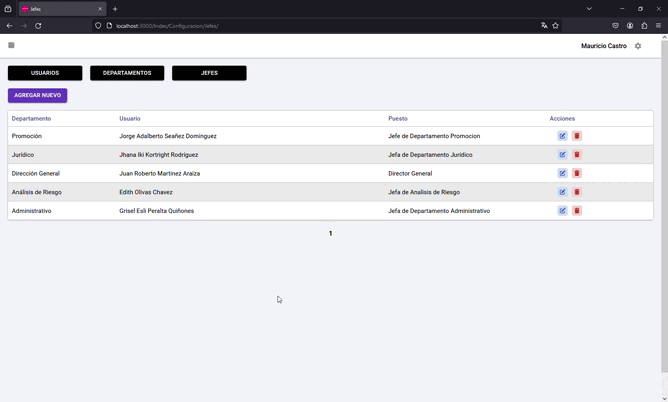 Jefes
localhost:3000/Index/Configuracion/Jefes/
Mauricio Castro
USUARIOS DEPARTAMENTOS JEFES
AGREGAR NUEVO
Departamento Usuario Puesto Acciones
Promoción Jorge Adalberto Seañez Dominguez Jefe de Departamento Promocion
Jurídico Jhana Iki Kortright Rodriguez Jefa de Departamento Jurídico
Dirección General Juan Roberto Martinez Araiza Director General
Análisis de Riesgo Edith Olivas Chavez Jefa de Analisis de Riesgo
Administrativo Grisel Esli Peralta Quiñones Jefa de Departamento Administrativo
1